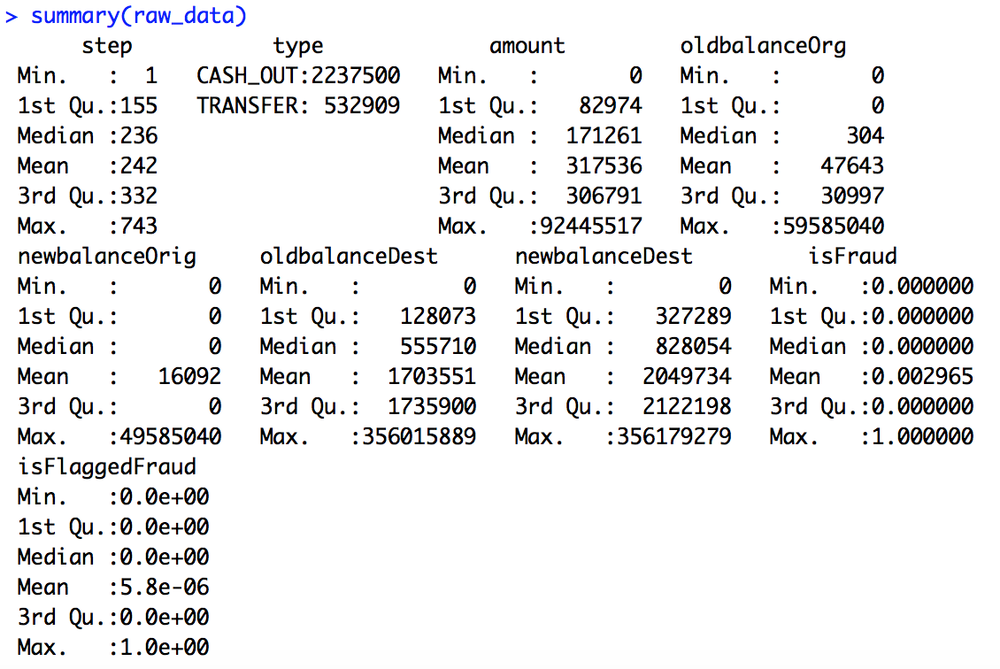 > summary(raw_data)
      step             type              amount         oldbalanceOrg
 Min.   :  1   CASH_OUT:2237500   Min.   :       0   Min.   :       0
 1st Qu.:155   TRANSFER: 532909   1st Qu.:   82974   1st Qu.:       0
 Median :236                      Median :  171261   Median :     304
 Mean   :242                      Mean   :  317536   Mean   :   47643
 3rd Qu.:332                      3rd Qu.:  306791   3rd Qu.:   30997
 Max.   :743                      Max.   :92445517   Max.   :59585040
 newbalanceOrig     oldbalanceDest      newbalanceDest         isFraud
 Min.   :       0   Min.   :        0   Min.   :        0   Min.   :0.000000
 1st Qu.:       0   1st Qu.:   128073   1st Qu.:   327289   1st Qu.:0.000000
 Median :       0   Median :   555710   Median :   828054   Median :0.000000
 Mean   :   16092   Mean   :  1703551   Mean   :  2049734   Mean   :0.002965
 3rd Qu.:       0   3rd Qu.:  1735900   3rd Qu.:  2122198   3rd Qu.:0.000000
 Max.   :49585040   Max.   :356015889   Max.   :356179279   Max.   :1.000000
 isFlaggedFraud
 Min.   :0.0e+00
 1st Qu.:0.0e+00
 Median :0.0e+00
 Mean   :5.8e-06
 3rd Qu.:0.0e+00
 Max.   :1.0e+00